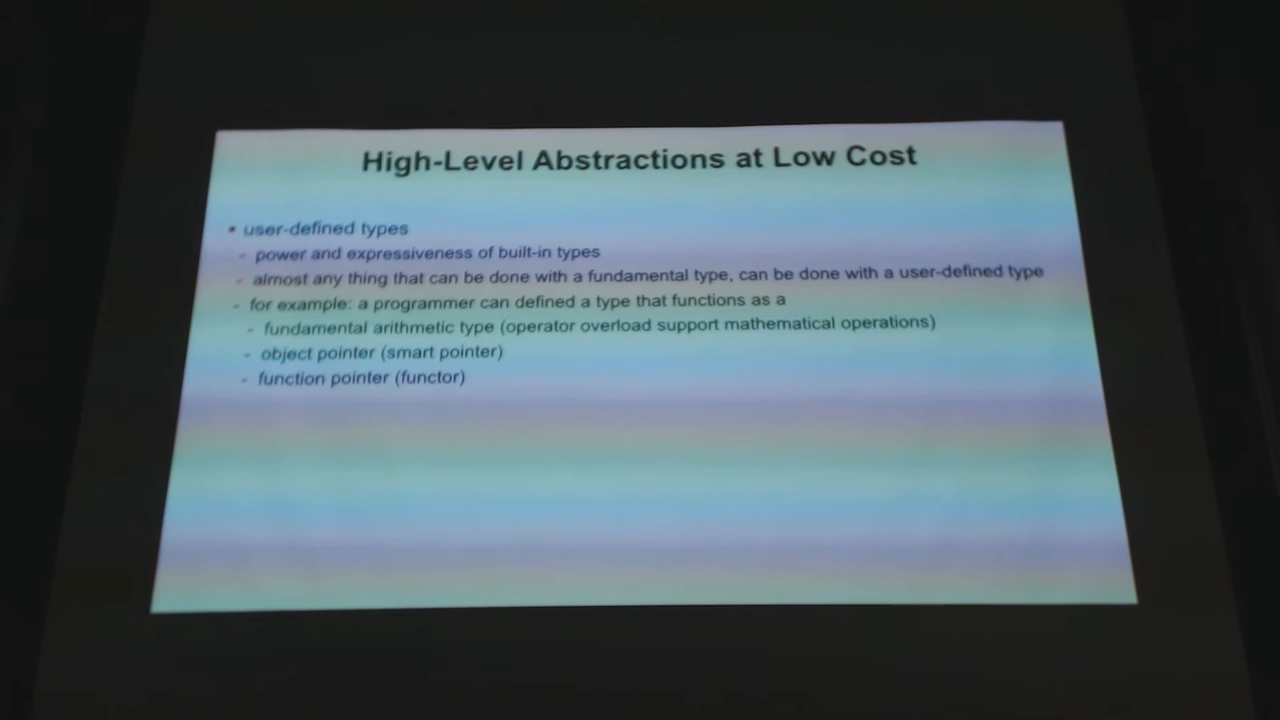 High-Level Abstractions at Low Cost
• user-defined types
- power and expressiveness of built-in types
- almost any thing that can be done with a fundamental type, can be done with a user-defined type
- for example: a programmer can defined a type that functions as a
- fundamental arithmetic type (operator overload support mathematical operations)
- object pointer (smart pointer)
- function pointer (functor)